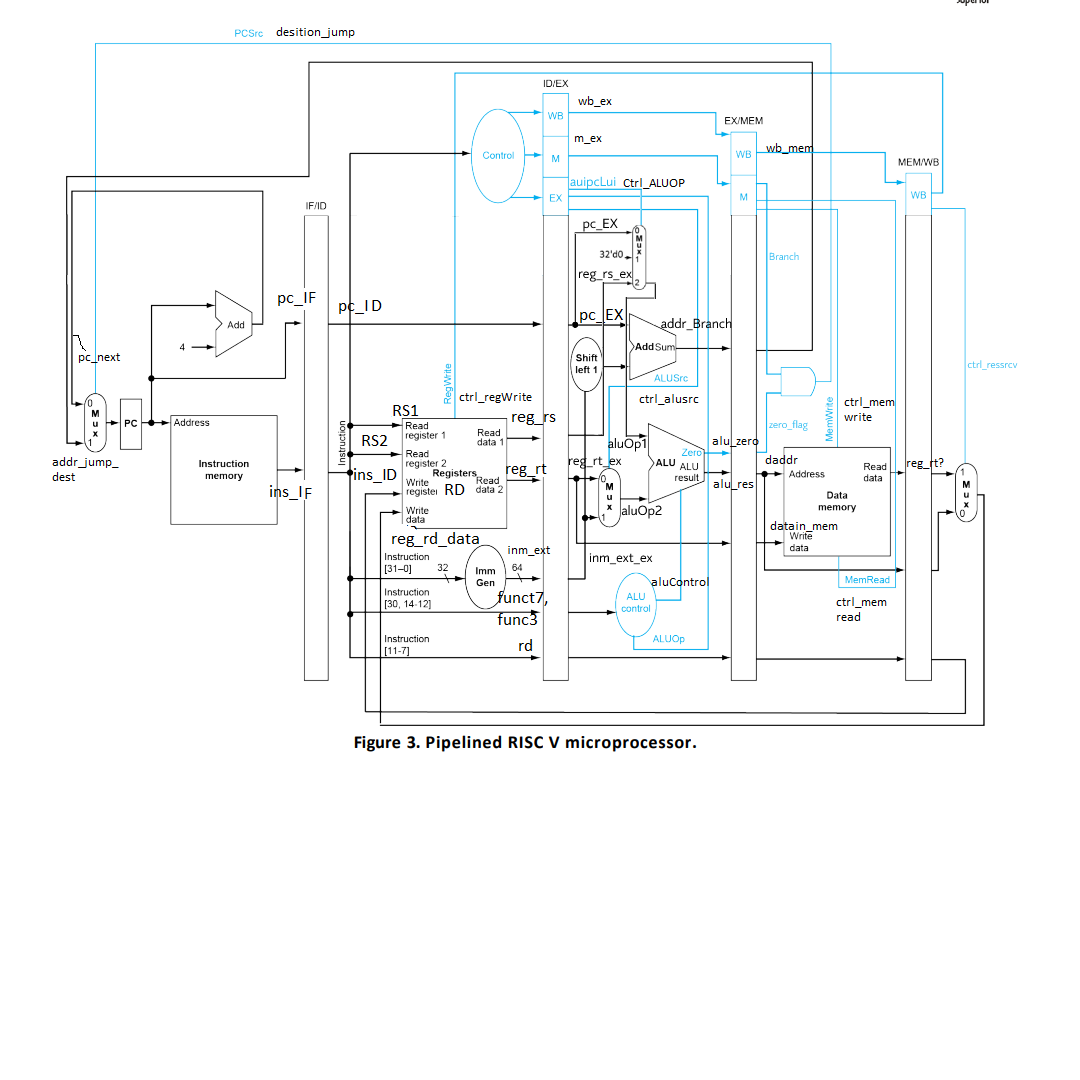 Superior
PCSrc desition_jump
ID/EX
wb_ex
WB
EX/MEM
m_ex
Control
M
WB
wb_mem
MEM/WB
auipcLui Ctrl_ALUOP
EX
M
WB
IF/ID
pc_EX
0
M
u
x
1
2
32'd0
Branch
reg_rs_ex
pc_IF
pc_ID
pc_EX
addr_Branch
Add
4
Add Sum
pc_next
Shift
left 1
ALUSrc
ctrl_ressrcv
RegWrite
ctrl_regWrite
ctrl_alusrc
MemWrite
ctrl_mem
write
0
M
u
x
1
PC
Address
Instruction
memory
addr_jump_
dest
ins_IF
Instruction
RS1
RS2
ins_ID
Read
register 1
Read
register 2
Registers
Write
register RD
Write
data
Read
data 1
Read
data 2
reg_rs
reg_rt
reg_rd_data
aluOp1
reg_rt_ex
0
M
u
x
1
aluOp2
Zero
ALU
ALU
result
alu_zero
alu_res
zero_flag
daddr
Address
Read
data
Data
memory
datain_mem
Write
data
reg_rt?
1
M
u
x
0
Instruction
[31–0]
32
Imm
Gen
inm_ext
64
inm_ext_ex
MemRead
ctrl_mem
read
Instruction
[30, 14-12]
funct7,
func3
ALU
control
aluControl
ALUOp
Instruction
[11-7]
rd
Figure 3. Pipelined RISC V microprocessor.